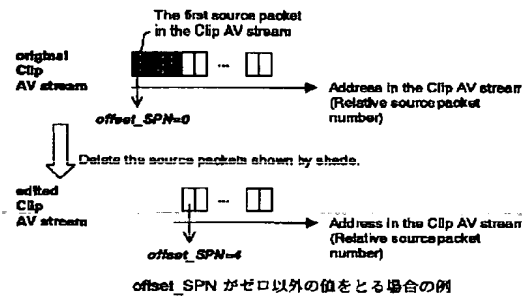 The first source packet
in the Clip AV stream
original
Clip
AV stream
...
Address in the Clip AV stream
(Relative source packet
number)
offset_SPN=0
Delete the source packets shown by shade.
edited
Clip
AV stream
...
Address in the Clip AV stream
(Relative source packet
number)
offset_SPN=4
offset_SPN がゼロ以外の値をとる場合の例